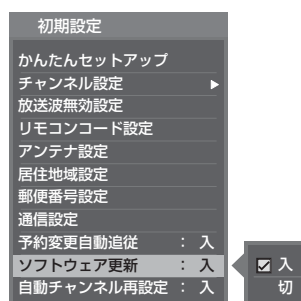 初期設定
かんたんセットアップ
チャンネル設定
放送波無効設定
リモコンコード設定
アンテナ設定
居住地域設定
郵便番号設定
通信設定
予約変更自動追従 : 入
ソフトウェア更新 : 入
自動チャンネル再設定 : 入
入
切